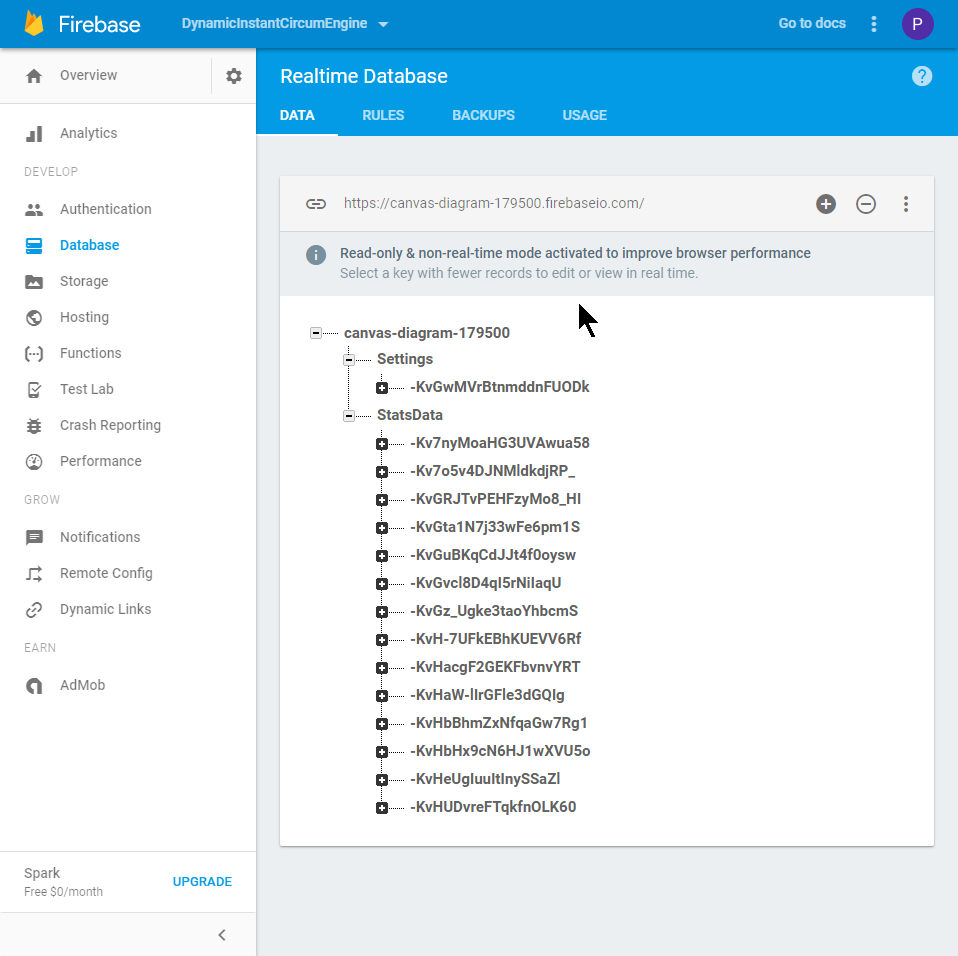 Firebase
DynamicInstantCircumEngine
Go to docs
P
Overview
Realtime Database
?
DATA
RULES
BACKUPS
USAGE
Analytics
DEVELOP
Authentication
Database
Storage
Hosting
Functions
Test Lab
Crash Reporting
Performance
GROW
Notifications
Remote Config
Dynamic Links
EARN
AdMob
Spark
Free $0/month
UPGRADE
https://canvas-diagram-179500.firebaseio.com/
Read-only & non-real-time mode activated to improve browser performance
Select a key with fewer records to edit or view in real time.
canvas-diagram-179500
Settings
-KvGwMVrBtnmddnFUODk
StatsData
-Kv7nyMoaHG3UVAwua58
-Kv7o5v4DJNMldkdjRP_
-KvGRJTvPEHFzyMo8_HI
-KvGta1N7j33wFe6pm1S
-KvGuBKqCdJJt4f0oysw
-KvGvcl8D4qI5rNiIaqU
-KvGz_Ugke3taoYhbcmS
-KvH-7UFkEBhKUEVV6Rf
-KvHacgF2GEKFbvnvYRT
-KvHaW-lIrGFle3dGQIg
-KvHbBhmZxNfqaGw7Rg1
-KvHbHx9cN6HJ1wXVU5o
-KvHeUgIuuItInySSaZl
-KvHUDvreFTqkfnOLK60